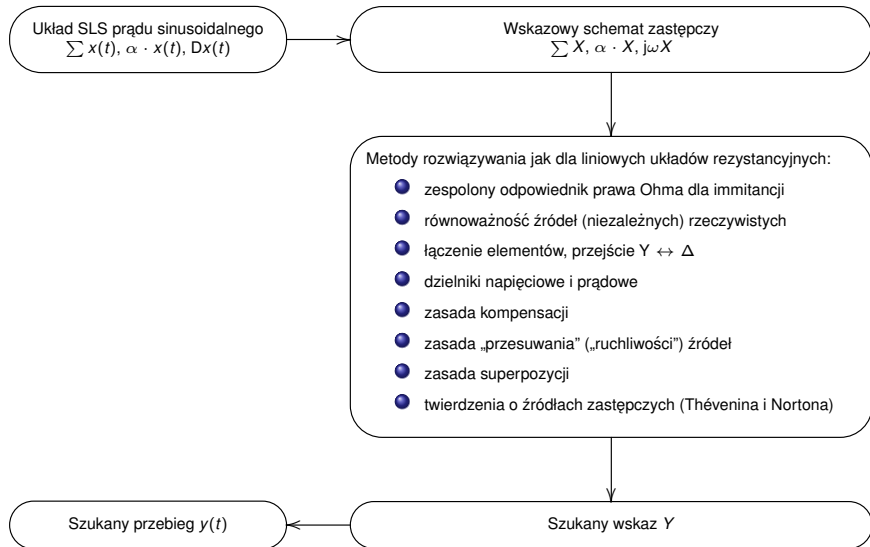 Układ SLS prądu sinusoidalnego
∑ x(t), α · x(t), Dx(t)
Wskazowy schemat zastępczy
∑ X, α · X, jωX
Metody rozwiązywania jak dla liniowych układów rezystancyjnych:
zespolony odpowiednik prawa Ohma dla immitancji
równoważność źródeł (niezależnych) rzeczywistych
łączenie elementów, przejście Y ↔ Δ
dzielniki napięciowe i prądowe
zasada kompensacji
zasada „przesuwania” („ruchliwości”) źródeł
zasada superpozycji
twierdzenia o źródłach zastępczych (Thévenina i Nortona)
Szukany przebieg y(t)
Szukany wskaz Y